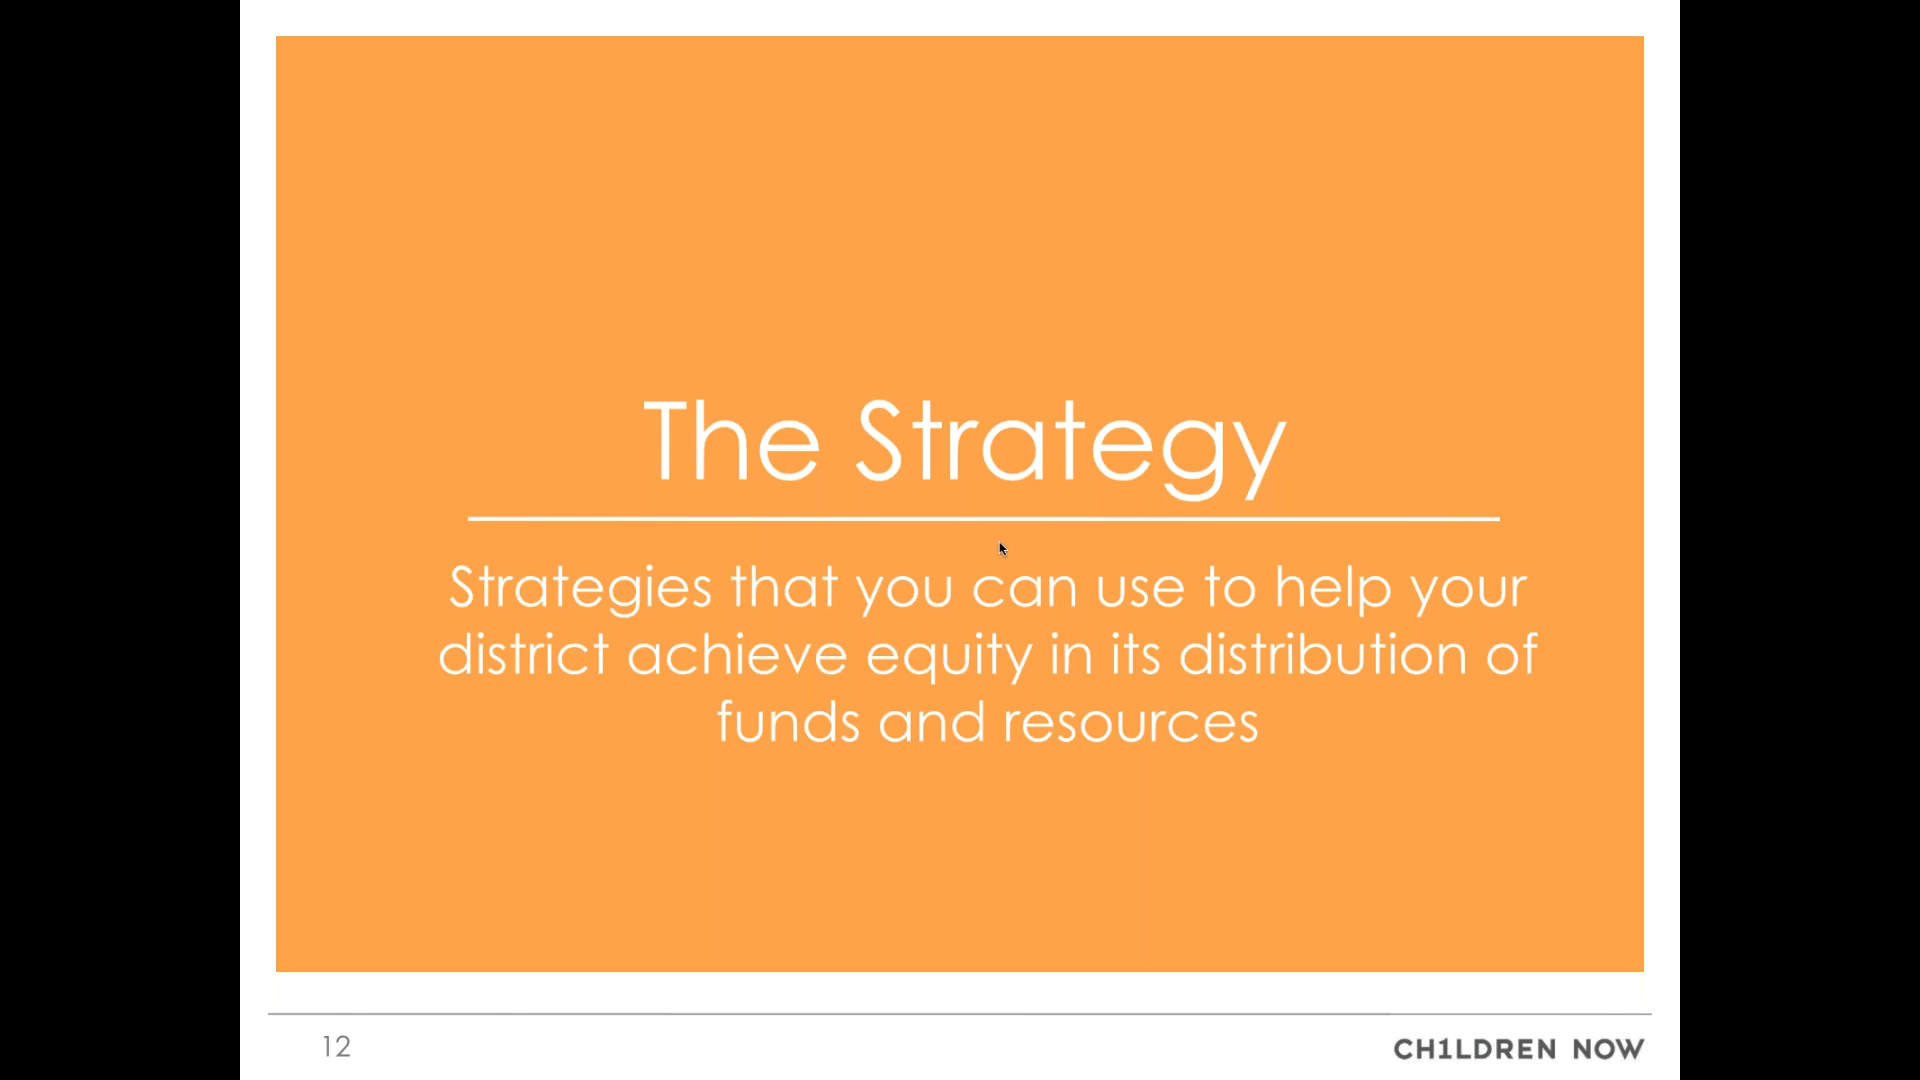 The Strategy
Strategies that you can use to help your
district achieve equity in its distribution of
funds and resources
12
CH1LDREN NOW